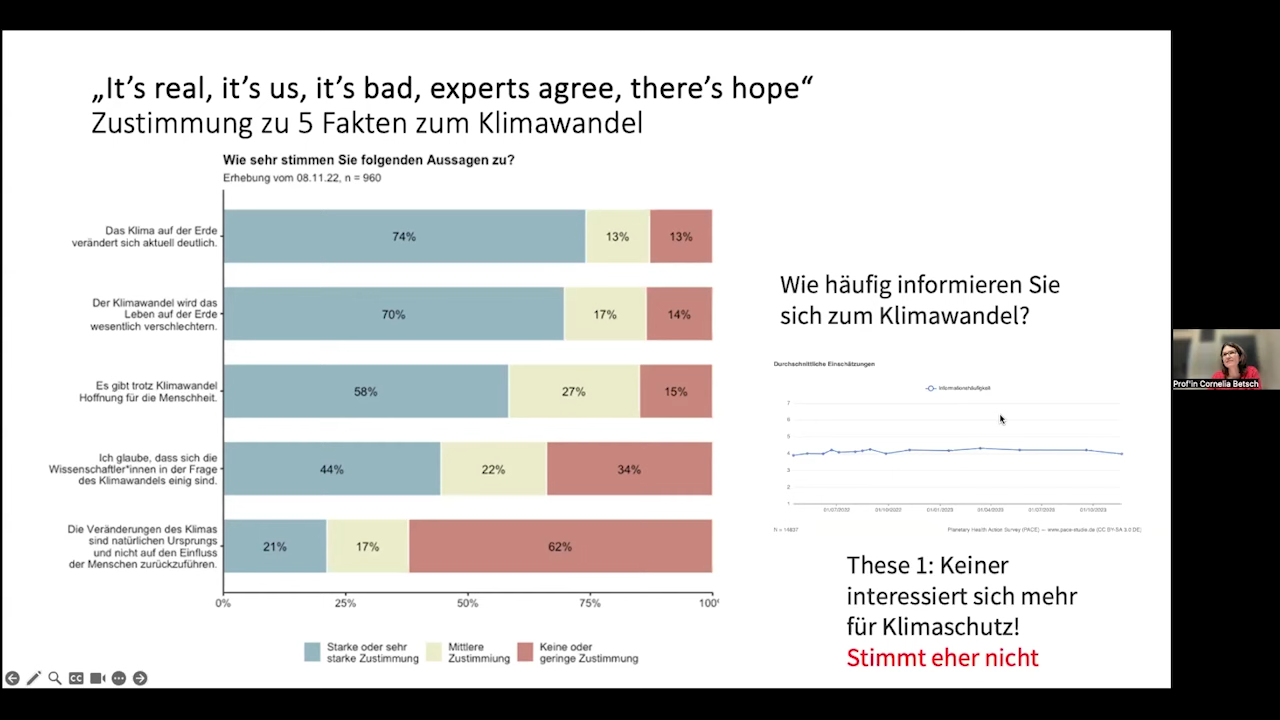 „It’s real, it’s us, it’s bad, experts agree, there’s hope“
Zustimmung zu 5 Fakten zum Klimawandel
Wie sehr stimmen Sie folgenden Aussagen zu?
Erhebung vom 08.11.22, n = 960
Das Klima auf der Erde
verändert sich aktuell deutlich.
74%
13%
13%
Der Klimawandel wird das
Leben auf der Erde
wesentlich verschlechtern.
70%
17%
14%
Es gibt trotz Klimawandel
Hoffnung für die Menschheit.
58%
27%
15%
Ich glaube, dass sich die
Wissenschaftler*innen in der Frage
des Klimawandels einig sind.
44%
22%
34%
Die Veränderungen des Klimas
sind natürlichen Ursprungs
und nicht auf den Einfluss
der Menschen zurückzuführen.
21%
17%
62%
0%
25%
50%
75%
100%
Starke oder sehr
starke Zustimmung
Mittlere
Zustimmiung
Keine oder
geringe Zustimmung
Wie häufig informieren Sie
sich zum Klimawandel?
Durchschnittliche Einschätzungen
Informationshäufigkeit
7
6
5
4
3
2
1
01/07/2022
01/10/2022
01/01/2023
01/04/2023
01/07/2023
01/10/2023
Planetary Health Action Survey (PACE) – www.pace-studie.de (CC BY-SA 3.0 DE)
These 1: Keiner
interessiert sich mehr
für Klimaschutz!
Stimmt eher nicht
CC
Prof'in Cornelia Betsch